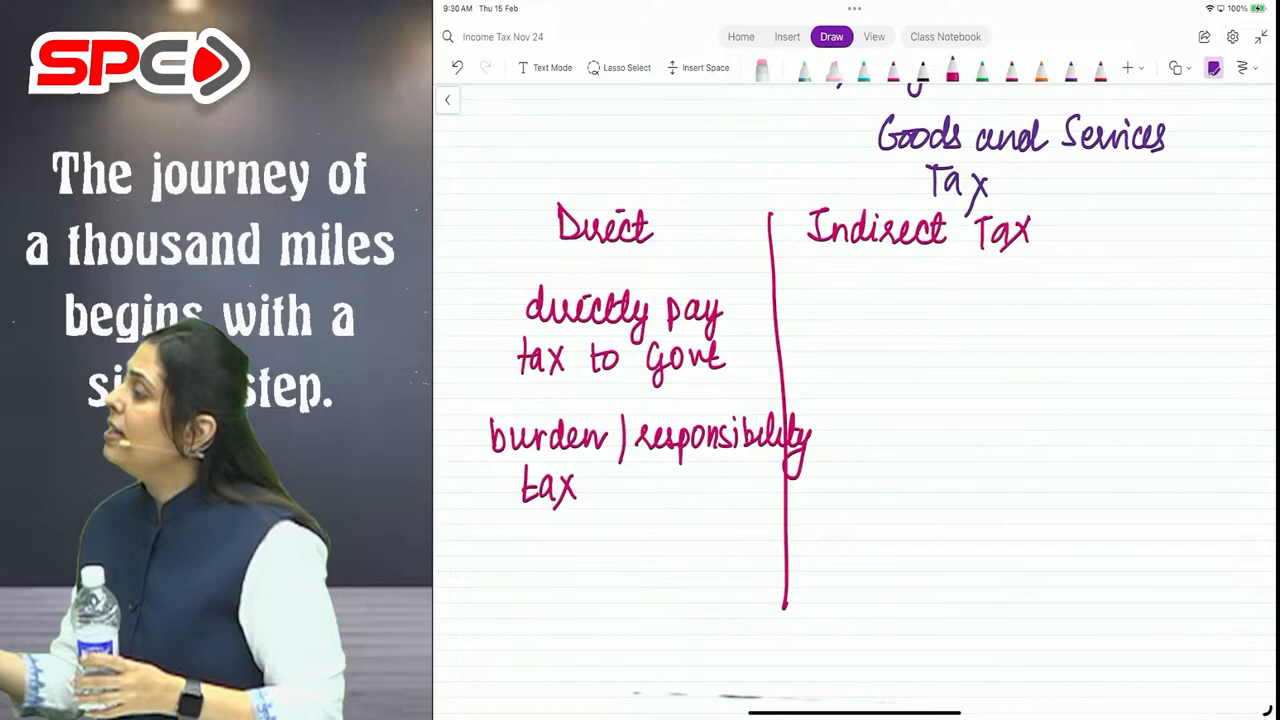 SPC
The journey of
a thousand miles
begins with a
step.
9:30 AM Thu 15 Feb
100%
Income Tax Nov 24
Home Insert Draw View Class Notebook
Text Mode Lasso Select Insert Space
Goods and Services
Tax
Direct Indirect Tax
directly pay
tax to Govt
burden / responsibility
tax